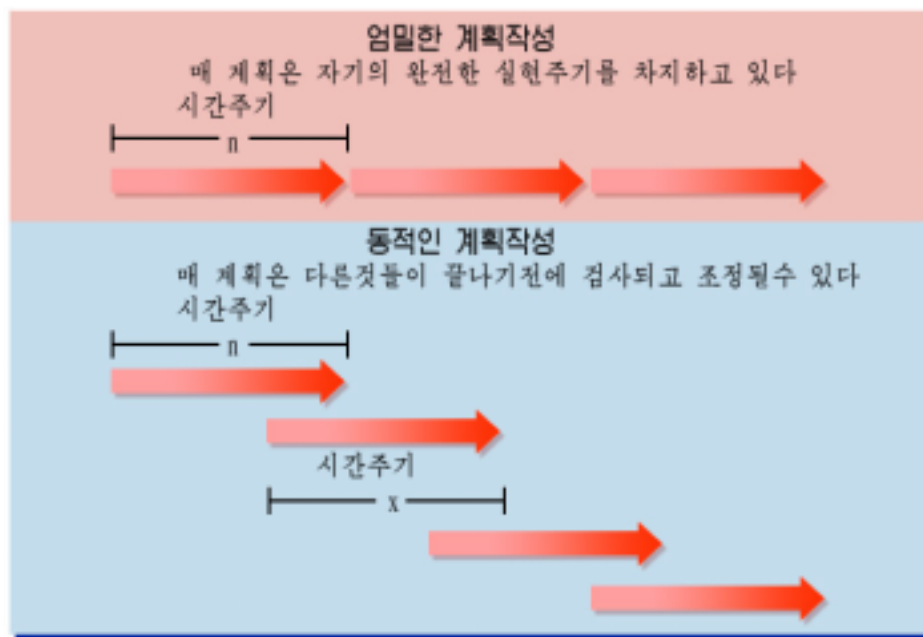 엄밀한 계획작성
매 계획은 자기의 완전한 실현주기를 차지하고 있다
시간주기
n
동적인 계획작성
매 계획은 다른것들이 끝나기전에 검사되고 조정될수 있다
시간주기
n
시간주기
x